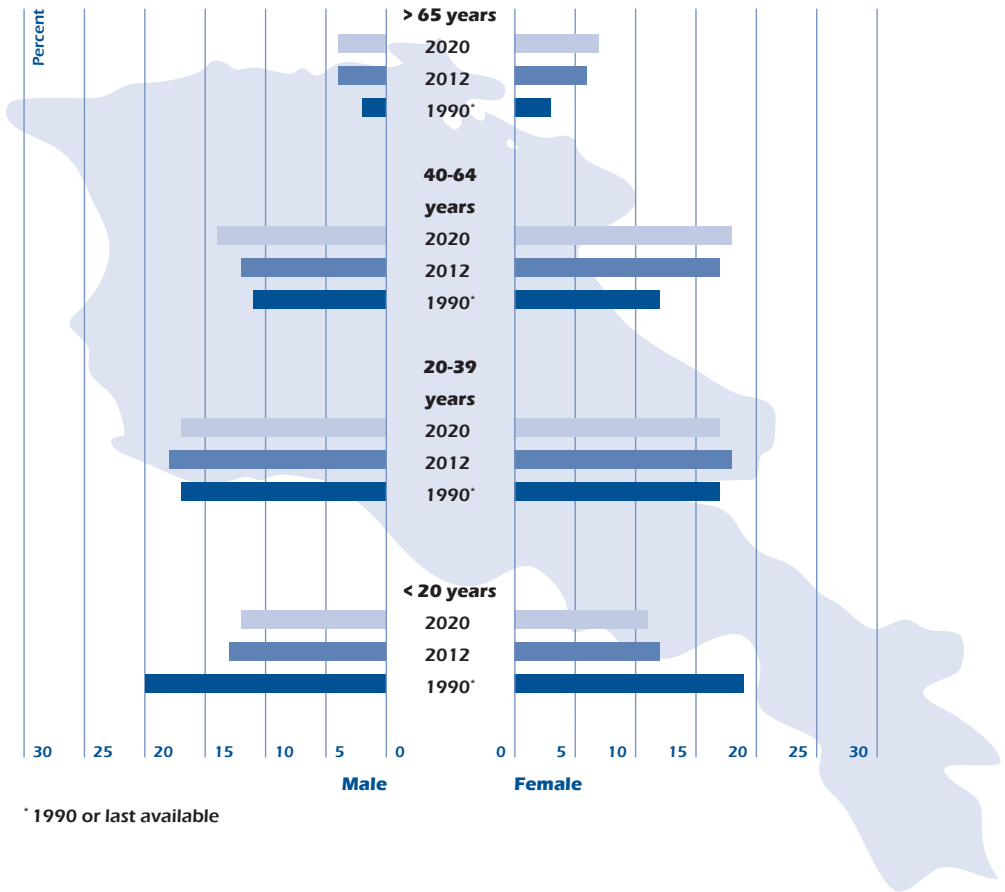 Percent
> 65 years
2020
2012
1990*
40-64
years
2020
2012
1990*
20-39
years
2020
2012
1990*
< 20 years
2020
2012
1990*
30 25 20 15 10 5 0 0 5 10 15 20 25 30
Male Female
* 1990 or last available